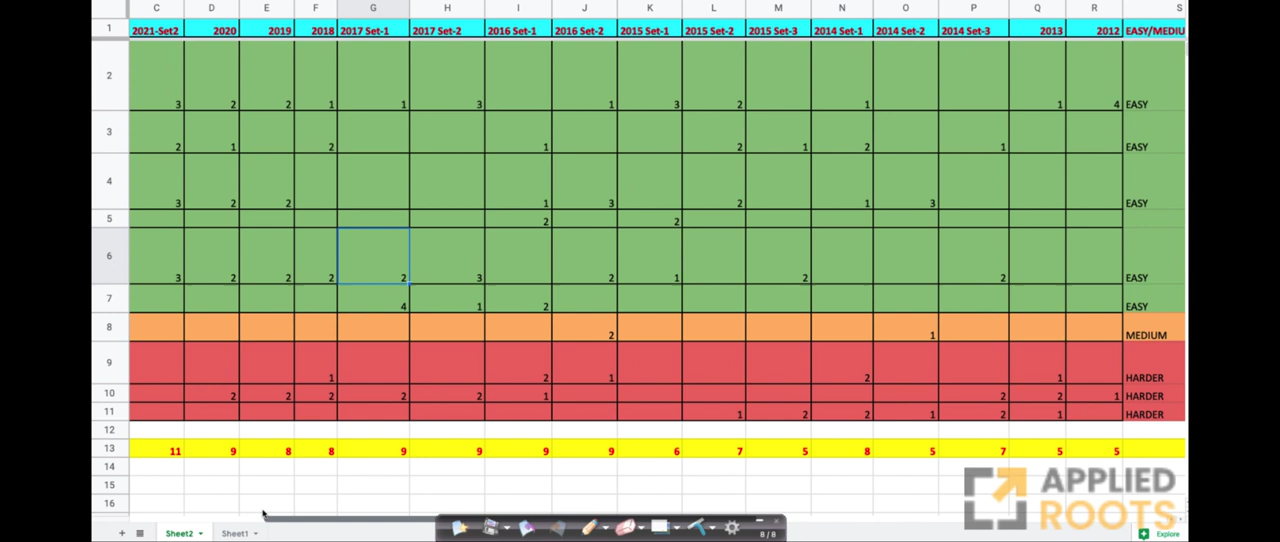 C D E F G H I J K L M N O P Q R S
1 2021-Set2 2020 2019 2018 2017 Set-1 2017 Set-2 2016 Set-1 2016 Set-2 2015 Set-1 2015 Set-2 2015 Set-3 2014 Set-1 2014 Set-2 2014 Set-3 2013 2012 EASY/MEDIU
2 3 2 2 1 1 3 1 3 2 1 1 4 EASY
3 2 1 2 1 2 1 2 1 EASY
4 3 2 2 1 3 2 1 3 EASY
5 2 2
6 3 2 2 2 2 3 2 1 2 2 EASY
7 4 1 2 EASY
8 2 1 MEDIUM
9 1 2 1 2 1 HARDER
10 2 2 2 2 2 1 2 2 1 HARDER
11 1 2 2 1 2 1 HARDER
12
13 11 9 8 8 9 9 9 9 6 7 5 8 5 7 5 5
14
15
16
APPLIED
ROOTS
Sheet2 Sheet1 8/8 Explore